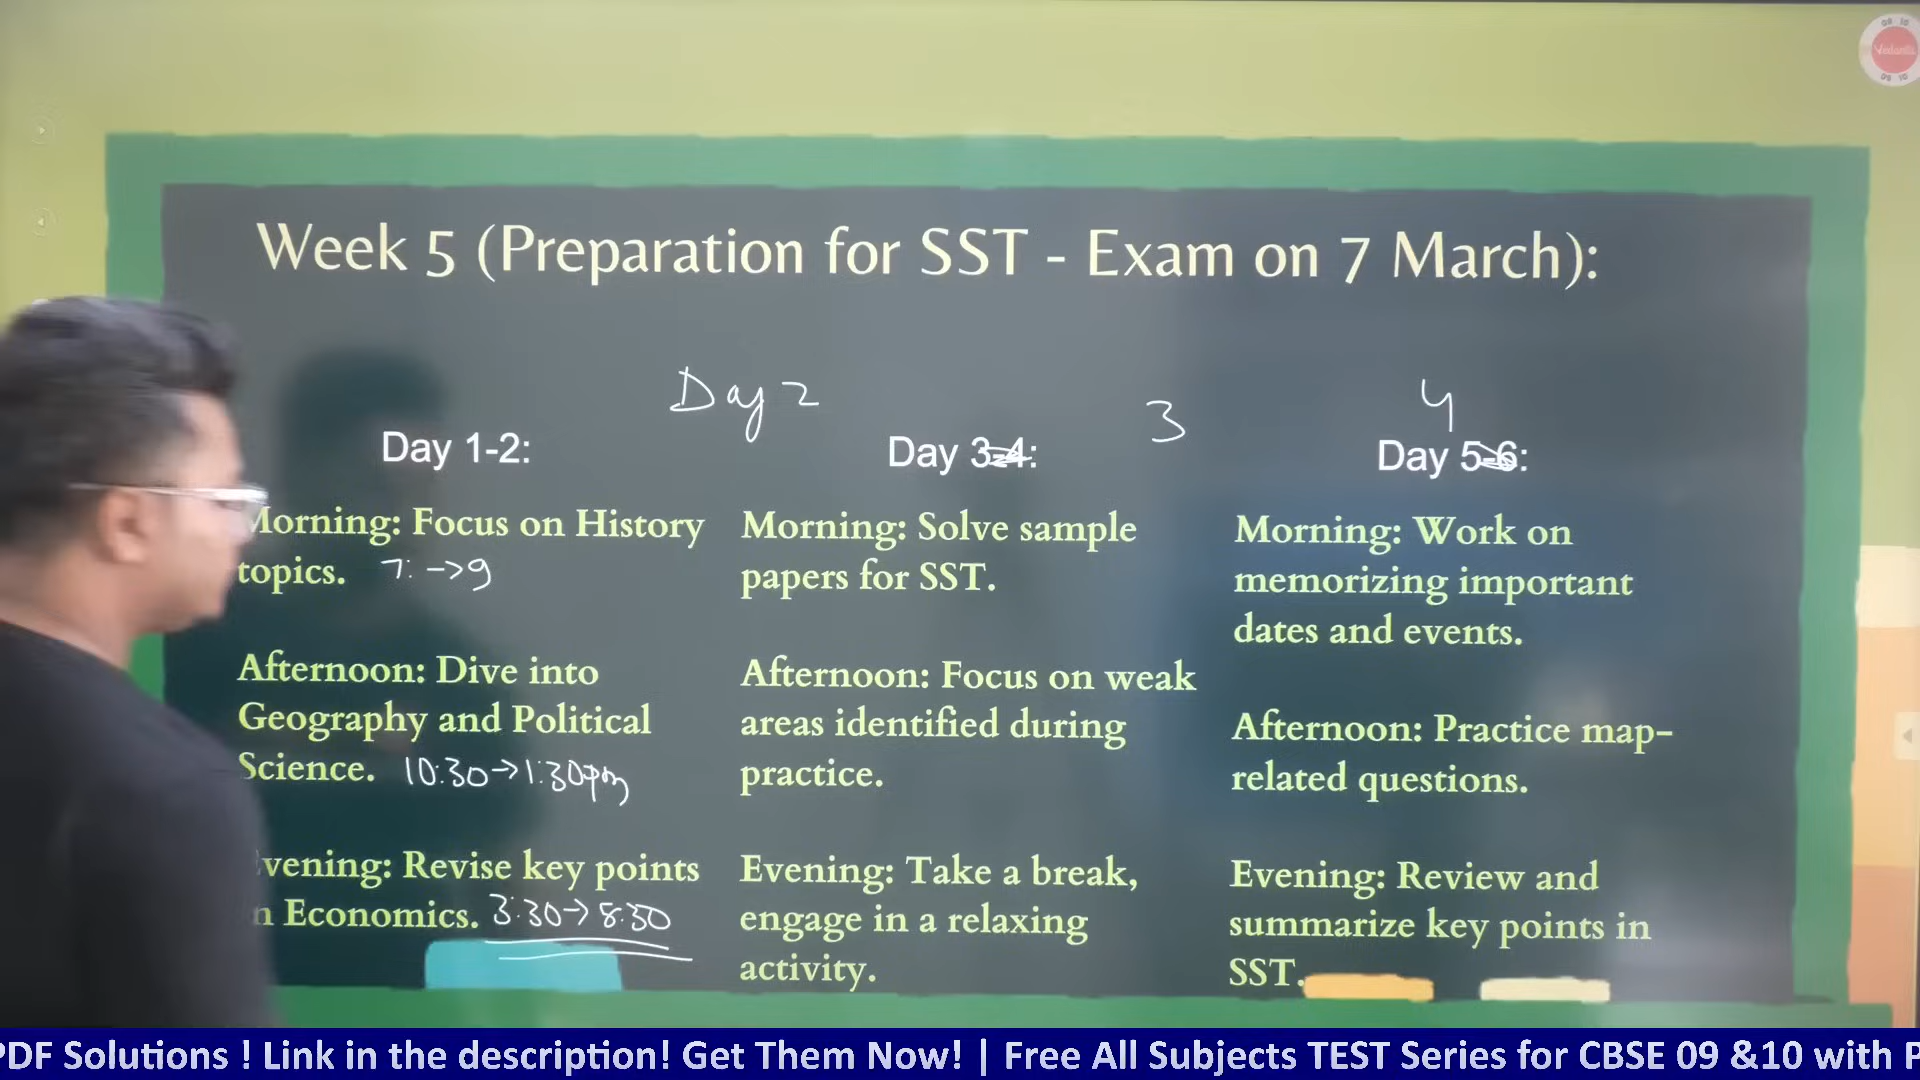 Vedantu
09 10
Week 5 (Preparation for SST - Exam on 7 March):
Day 2
3
4
Day 1-2:
Morning: Focus on History
topics. 7: →9
Afternoon: Dive into
Geography and Political
Science. 10:30→1:30pm
vening: Revise key points
n Economics. 3:30→8:30
Day 3-4:
Morning: Solve sample
papers for SST.
Afternoon: Focus on weak
areas identified during
practice.
Evening: Take a break,
engage in a relaxing
activity.
Day 5-6:
Morning: Work on
memorizing important
dates and events.
Afternoon: Practice map-
related questions.
Evening: Review and
summarize key points in
SST.
PDF Solutions ! Link in the description! Get Them Now! | Free All Subjects TEST Series for CBSE 09 &10 with P